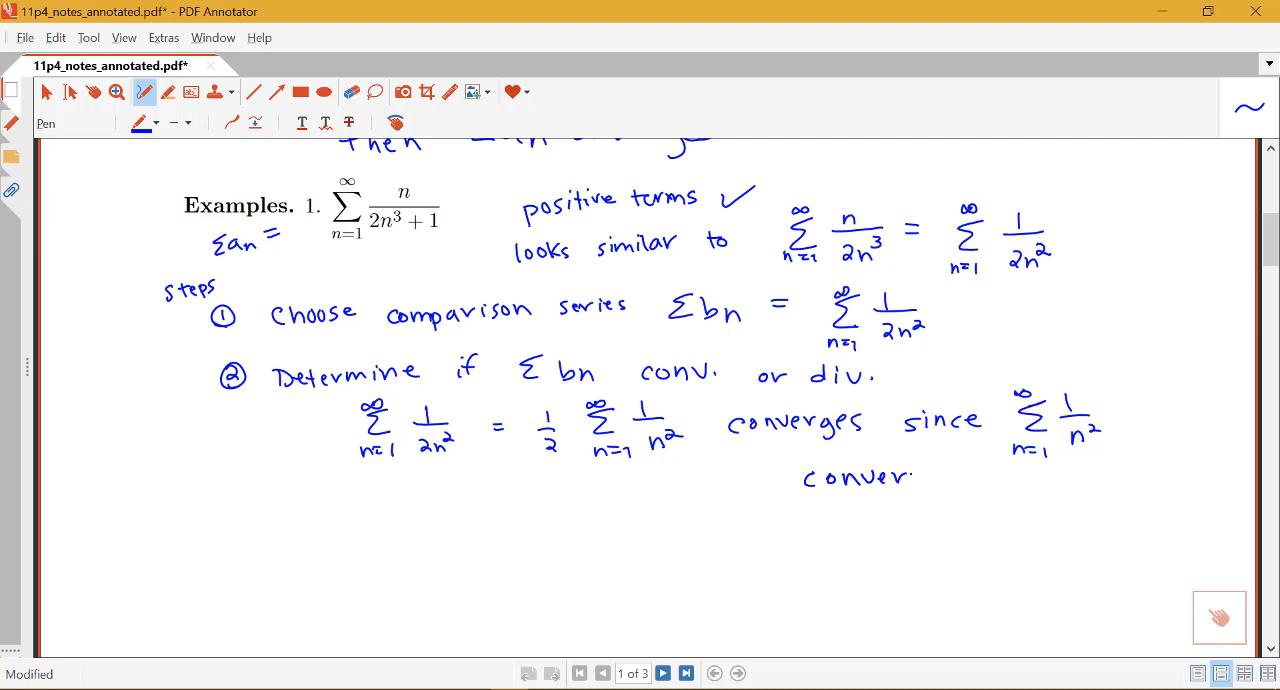 11p4_notes_annotated.pdf* - PDF Annotator
File Edit Tool View Extras Window Help
11p4_notes_annotated.pdf*
Pen
Then
Examples. 1. ∑_{n=1}^{∞} n/(2n³ + 1) positive terms ✓
Σan = looks similar to ∑_{n=1}^{∞} n/(2n³) = ∑_{n=1}^{∞} 1/(2n²)
steps
① Choose comparison series Σbn = ∑_{n=1}^{∞} 1/(2n²)
② Determine if Σbn conv. or div.
∑_{n=1}^{∞} 1/(2n²) = 1/2 ∑_{n=1}^{∞} 1/n² converges since ∑_{n=1}^{∞} 1/n²
conver
Modified 1 of 3